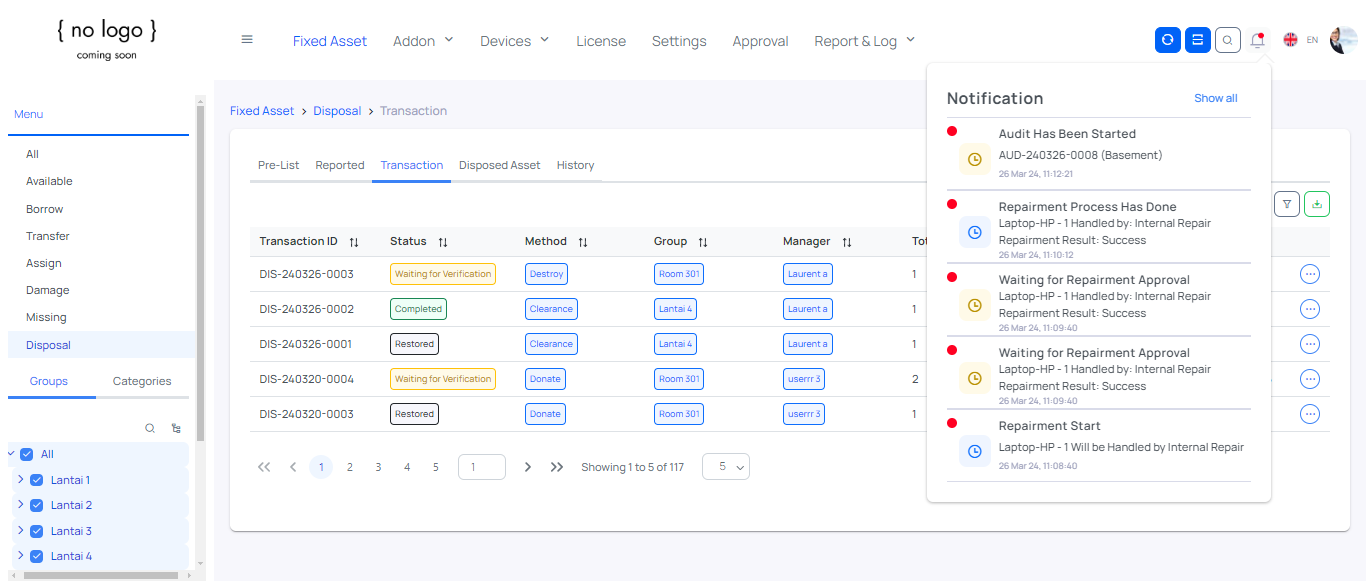 { no logo }
coming soon
Fixed Asset
Addon
Devices
License
Settings
Approval
Report & Log
EN
Menu
All
Available
Borrow
Transfer
Assign
Damage
Missing
Disposal
Groups
Categories
All
Lantai 1
Lantai 2
Lantai 3
Lantai 4
Fixed Asset > Disposal > Transaction
Pre-List
Reported
Transaction
Disposed Asset
History
Transaction ID
Status
Method
Group
Manager
DIS-240326-0003
Waiting for Verification
Destroy
Room 301
Laurent a
1
DIS-240326-0002
Completed
Clearance
Lantai 4
Laurent a
1
DIS-240326-0001
Restored
Clearance
Lantai 4
Laurent a
1
DIS-240320-0004
Waiting for Verification
Donate
Room 301
userrr 3
2
DIS-240320-0003
Restored
Donate
Room 301
userrr 3
1
1
2
3
4
5
1
Showing 1 to 5 of 117
5
Notification
Show all
Audit Has Been Started
AUD-240326-0008 (Basement)
26 Mar 24, 11:12:21
Repairment Process Has Done
Laptop-HP - 1 Handled by: Internal Repair
Repairment Result: Success
26 Mar 24, 11:10:12
Waiting for Repairment Approval
Laptop-HP - 1 Handled by: Internal Repair
Repairment Result: Success
26 Mar 24, 11:09:40
Waiting for Repairment Approval
Laptop-HP - 1 Handled by: Internal Repair
Repairment Result: Success
26 Mar 24, 11:09:40
Repairment Start
Laptop-HP - 1 Will be Handled by Internal Repair
26 Mar 24, 11:08:40